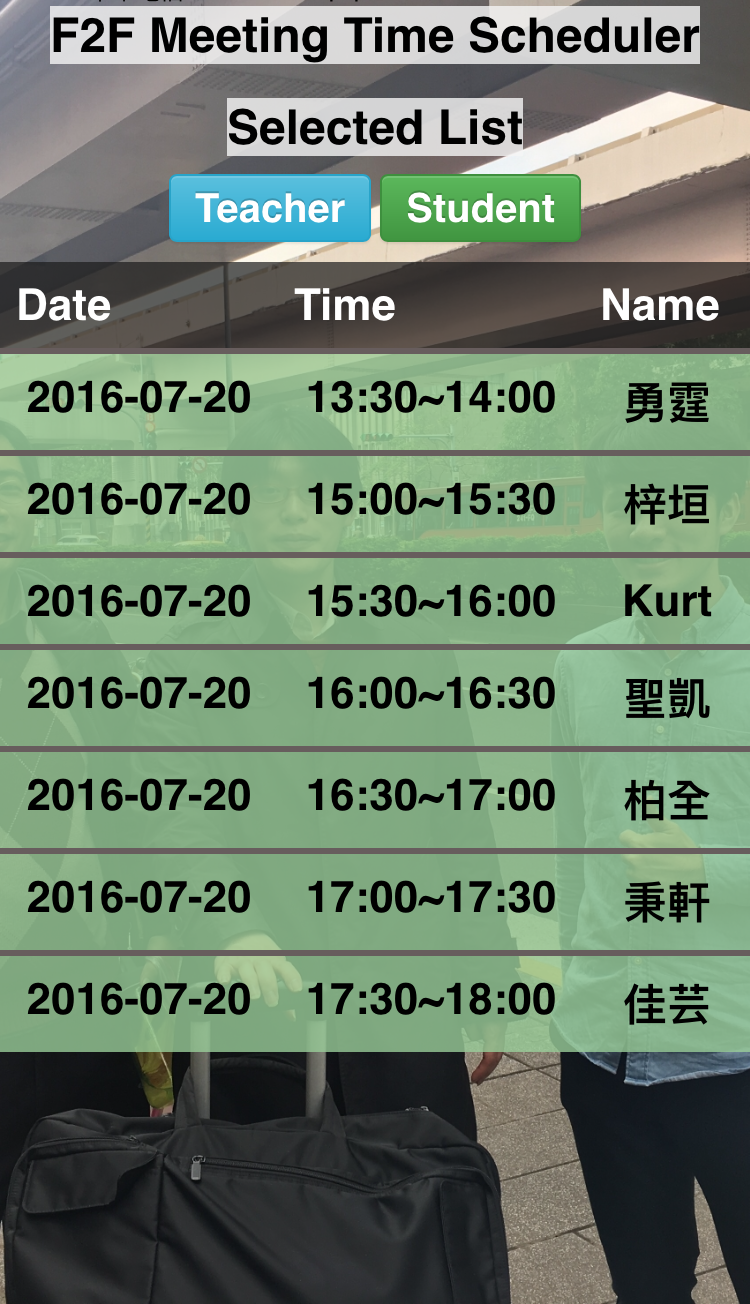 F2F Meeting Time Scheduler
Selected List
Teacher Student
Date Time Name
2016-07-20 13:30~14:00 勇霆
2016-07-20 15:00~15:30 梓垣
2016-07-20 15:30~16:00 Kurt
2016-07-20 16:00~16:30 聖凱
2016-07-20 16:30~17:00 柏全
2016-07-20 17:00~17:30 秉軒
2016-07-20 17:30~18:00 佳芸